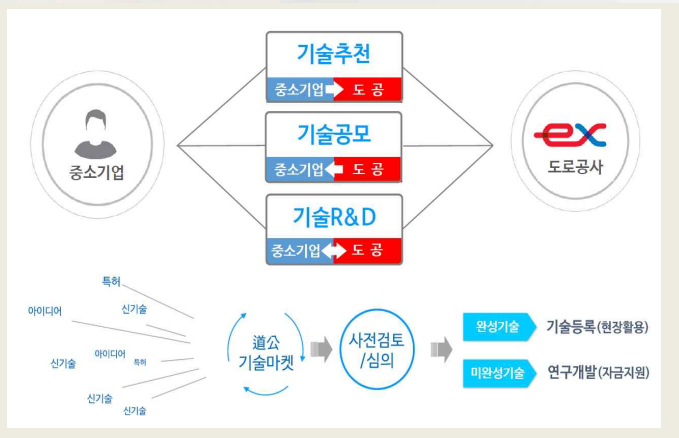 기술추천
중소기업 도 공
기술공모
중소기업 도 공
기술R&D
중소기업 도 공
중소기업
ex
도로공사
특허
아이디어
신기술
신기술
아이디어
특허
신기술
신기술
道公
기술마켓
사전검토
/심의
완성기술
기술등록(현장활용)
미완성기술
연구개발(자금지원)